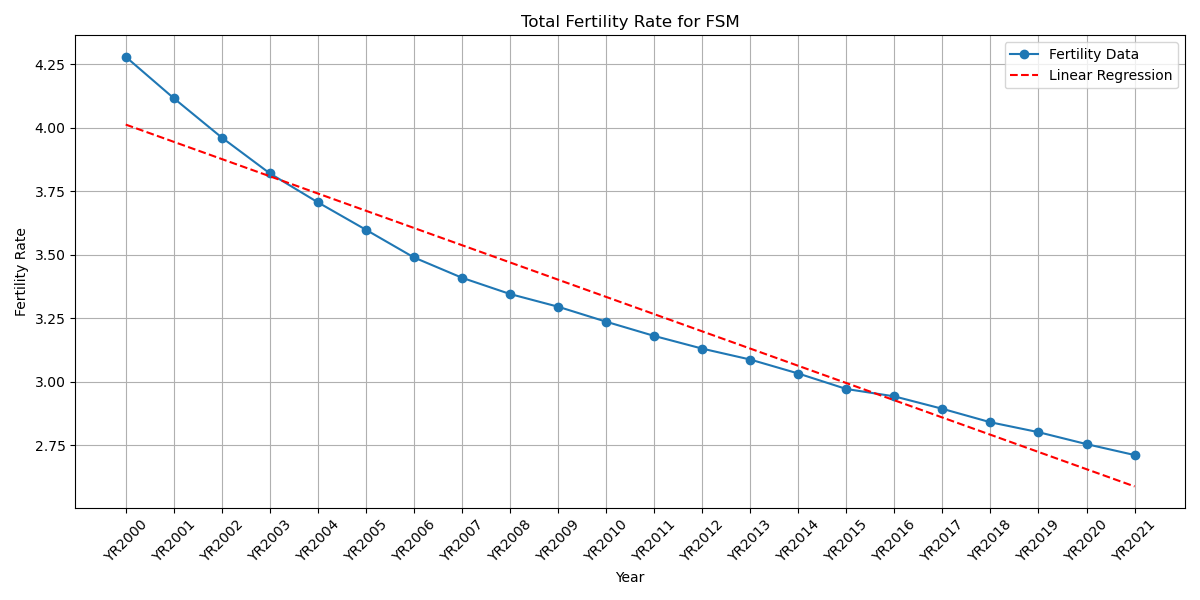 Total Fertility Rate for FSM
Fertility Data
Linear Regression
Fertility Rate
4.25
4.00
3.75
3.50
3.25
3.00
2.75
YR2000
YR2001
YR2002
YR2003
YR2004
YR2005
YR2006
YR2007
YR2008
YR2009
YR2010
YR2011
YR2012
YR2013
YR2014
YR2015
YR2016
YR2017
YR2018
YR2019
YR2020
YR2021
Year